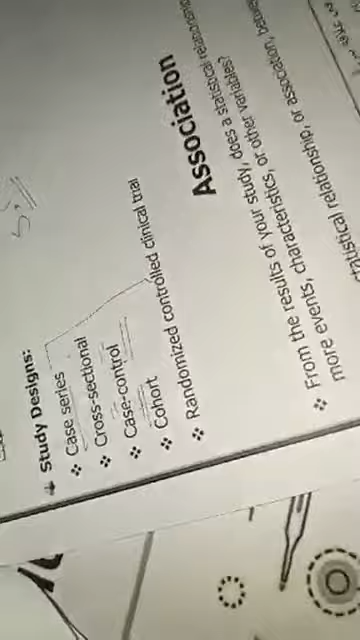 Study Designs:
Case series
Cross-sectional
Case-control
Cohort
Randomized controlled clinical trial
Association
From the results of your study, does a statistical relationship,
more events, characteristics, or other variables?
statistical relationship, or association, between